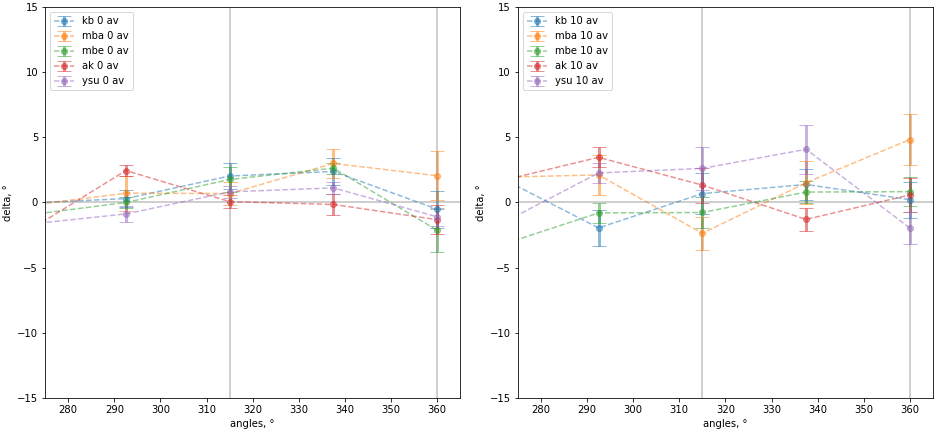 15
10
5
0
−5
−10
−15
delta, °
kb 0 av
mba 0 av
mbe 0 av
ak 0 av
ysu 0 av
280 290 300 310 320 330 340 350 360
angles, °
15
10
5
0
−5
−10
−15
delta, °
kb 10 av
mba 10 av
mbe 10 av
ak 10 av
ysu 10 av
280 290 300 310 320 330 340 350 360
angles, °